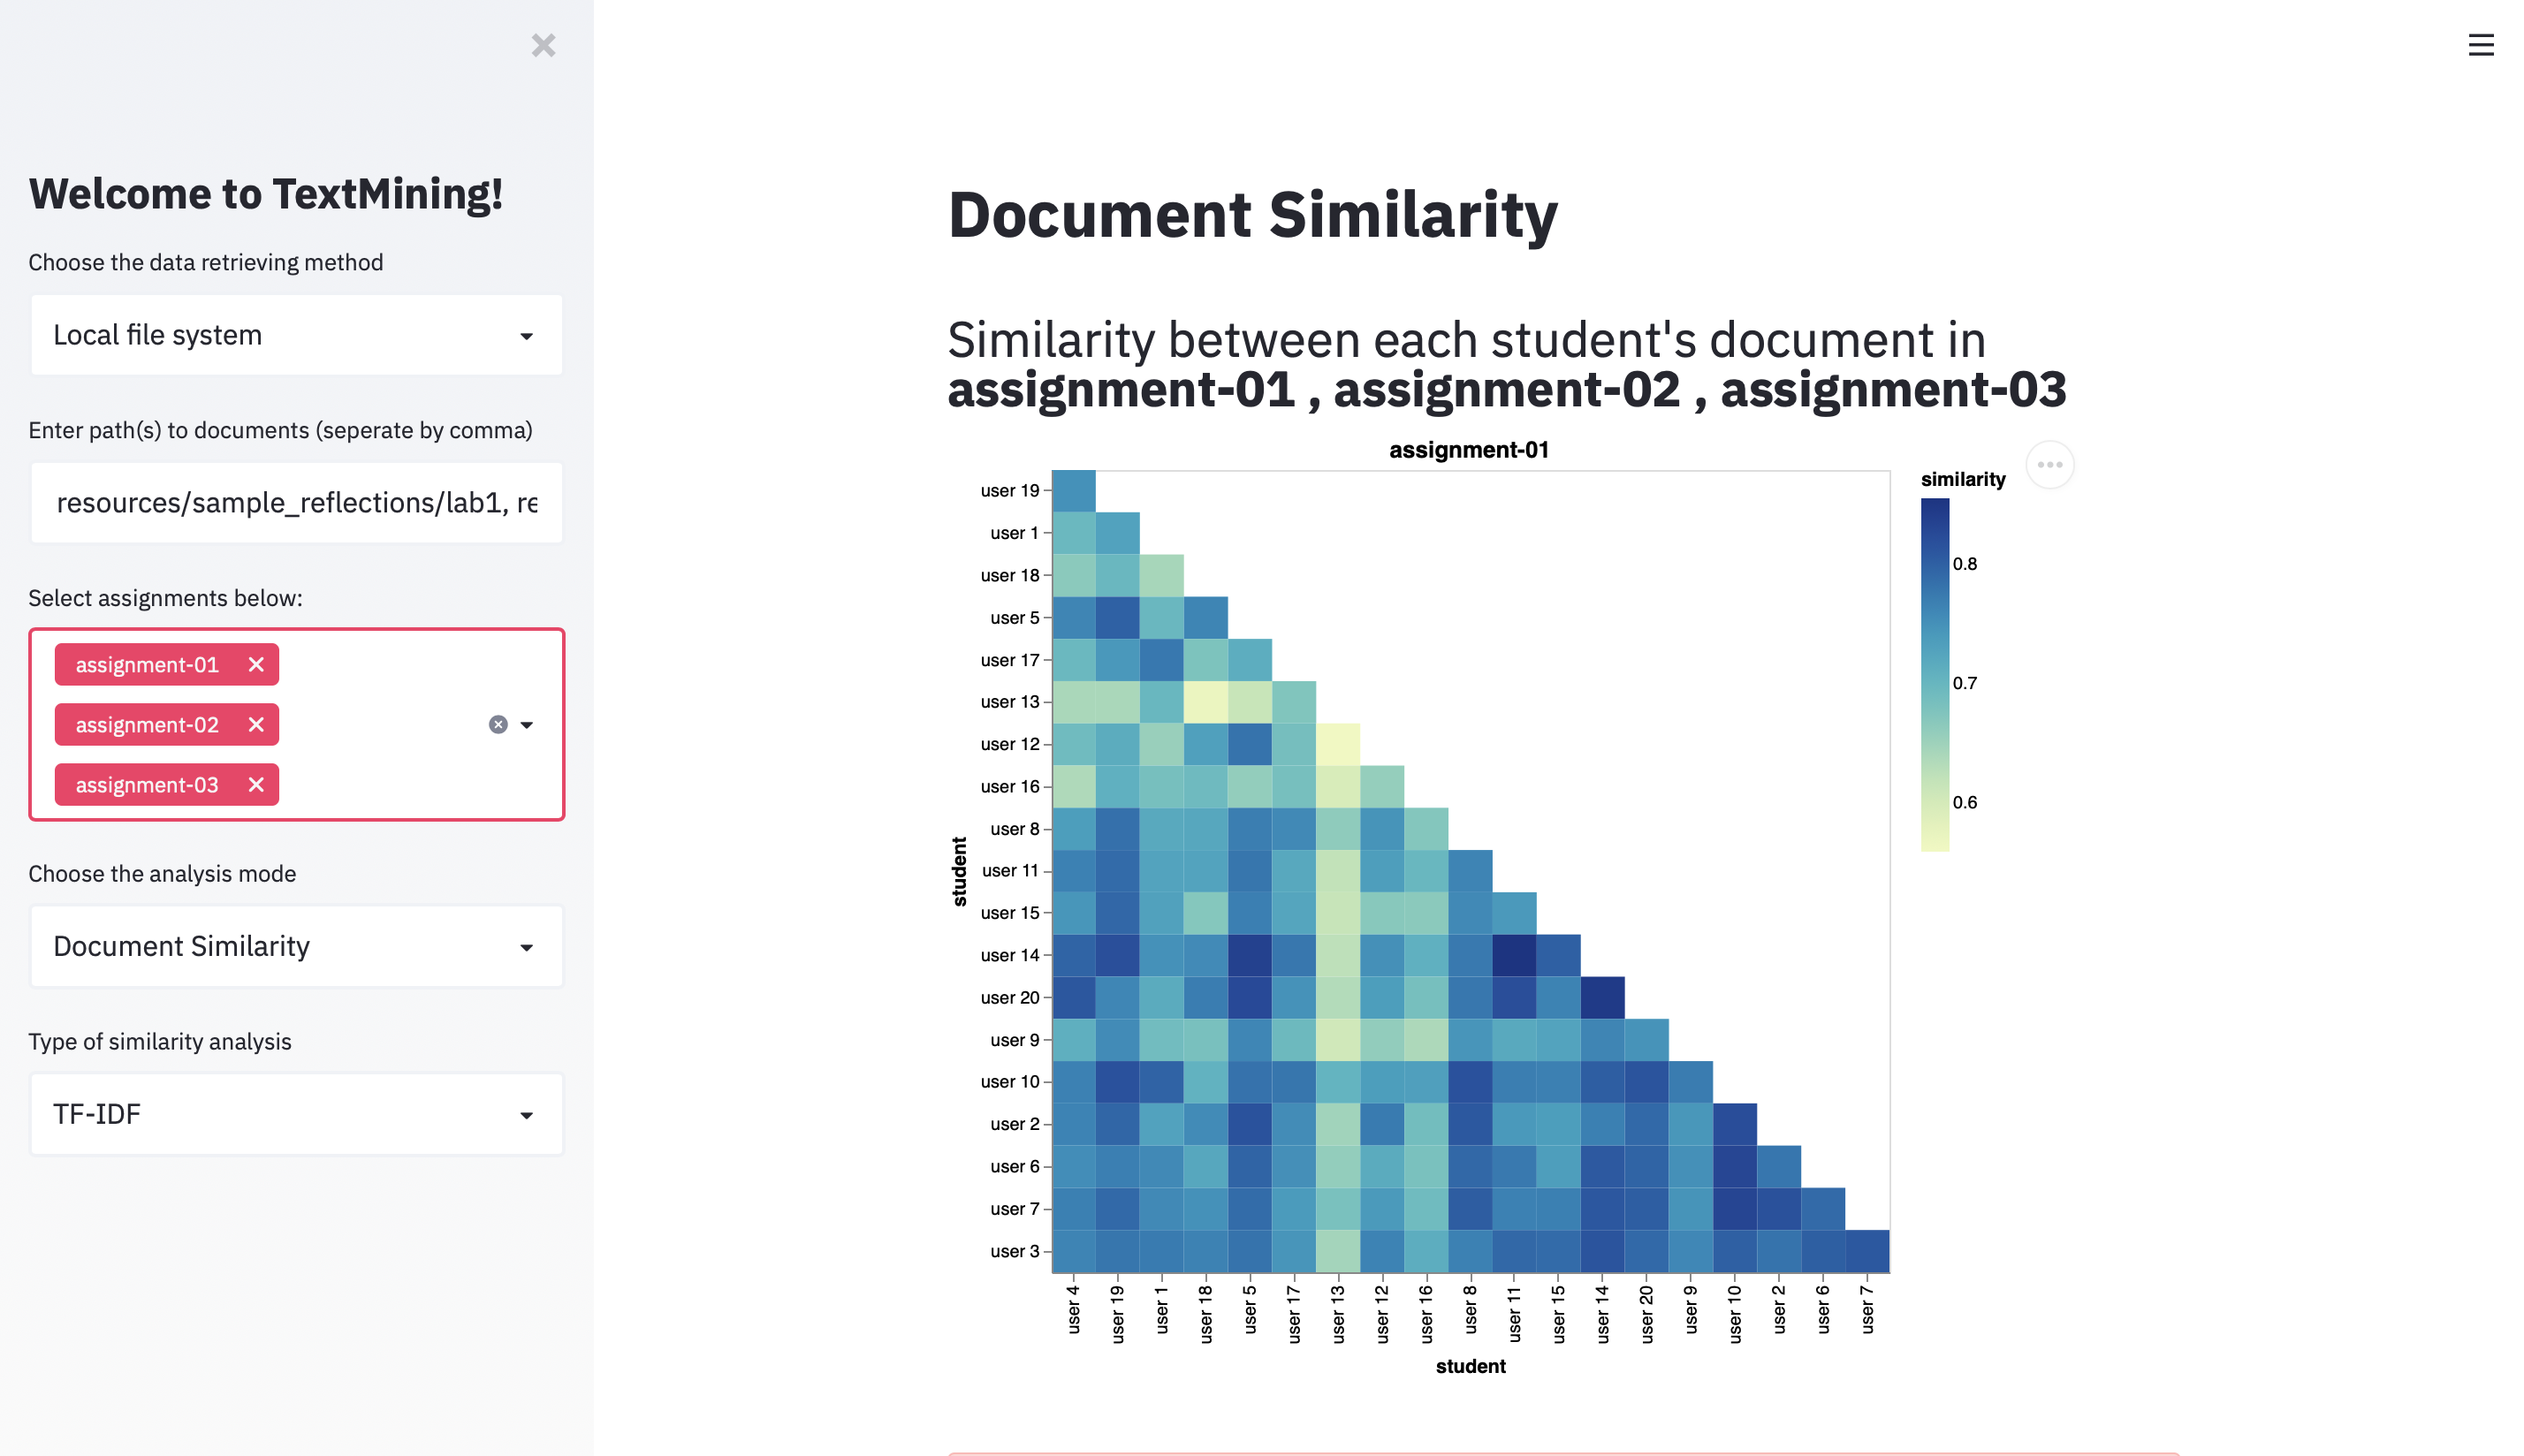 Welcome to TextMining!
Choose the data retrieving method
Local file system
Enter path(s) to documents (seperate by comma)
resources/sample_reflections/lab1, re
Select assignments below:
assignment-01
assignment-02
assignment-03
Choose the analysis mode
Document Similarity
Type of similarity analysis
TF-IDF
Document Similarity
Similarity between each student's document in
assignment-01 , assignment-02 , assignment-03
assignment-01
similarity
0.8
0.7
0.6
student
user 19
user 1
user 18
user 5
user 17
user 13
user 12
user 16
user 8
user 11
user 15
user 14
user 20
user 9
user 10
user 2
user 6
user 7
user 3
user 4
user 19
user 1
user 18
user 5
user 17
user 13
user 12
user 16
user 8
user 11
user 15
user 14
user 20
user 9
user 10
user 2
user 6
user 7
student